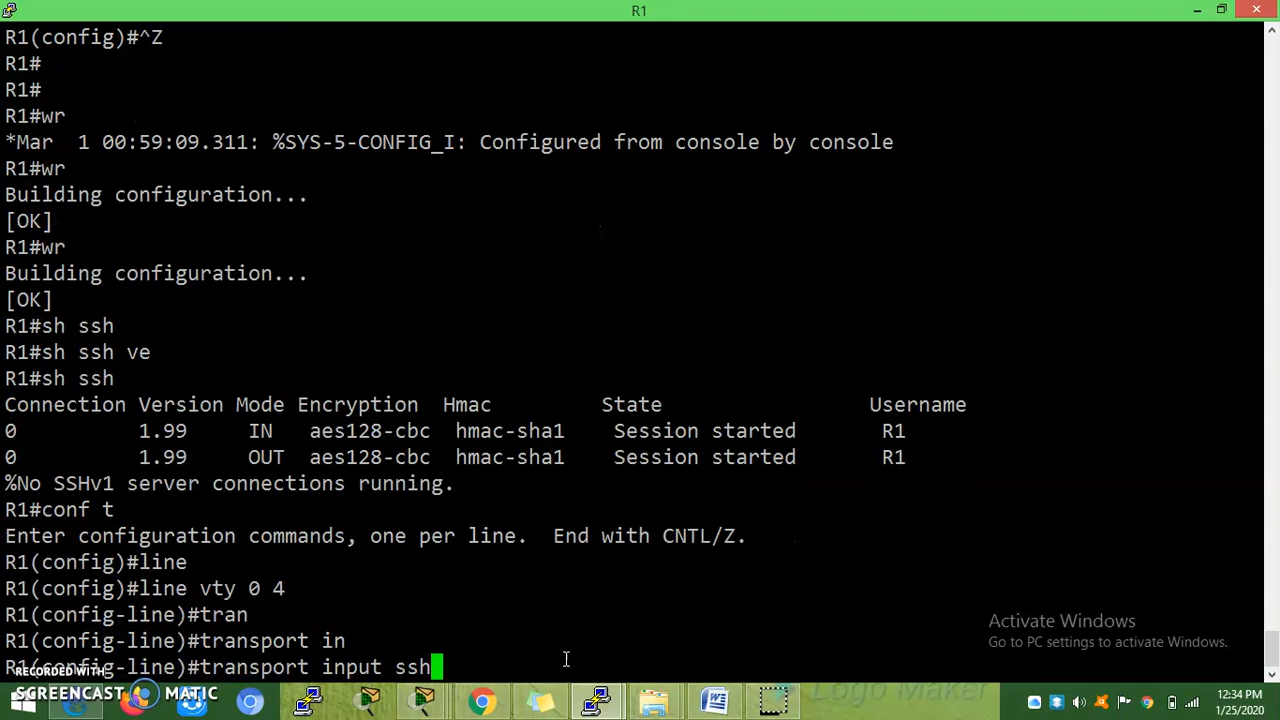 R1
R1(config)#^Z
R1#
R1#
R1#wr
*Mar  1 00:59:09.311: %SYS-5-CONFIG_I: Configured from console by console
R1#wr
Building configuration...
[OK]
R1#wr
Building configuration...
[OK]
R1#sh ssh
R1#sh ssh ve
R1#sh ssh
Connection Version Mode Encryption  Hmac         State                 Username
0          1.99     IN   aes128-cbc  hmac-sha1    Session started       R1
0          1.99     OUT  aes128-cbc  hmac-sha1    Session started       R1
%No SSHv1 server connections running.
R1#conf t
Enter configuration commands, one per line.  End with CNTL/Z.
R1(config)#line
R1(config)#line vty 0 4
R1(config-line)#tran
R1(config-line)#transport in
R1(config-line)#transport input ssh
Activate Windows
Go to PC settings to activate Windows.
RECORDED WITH
SCREENCAST MATIC
Logo Maker
12:34 PM
1/25/2020